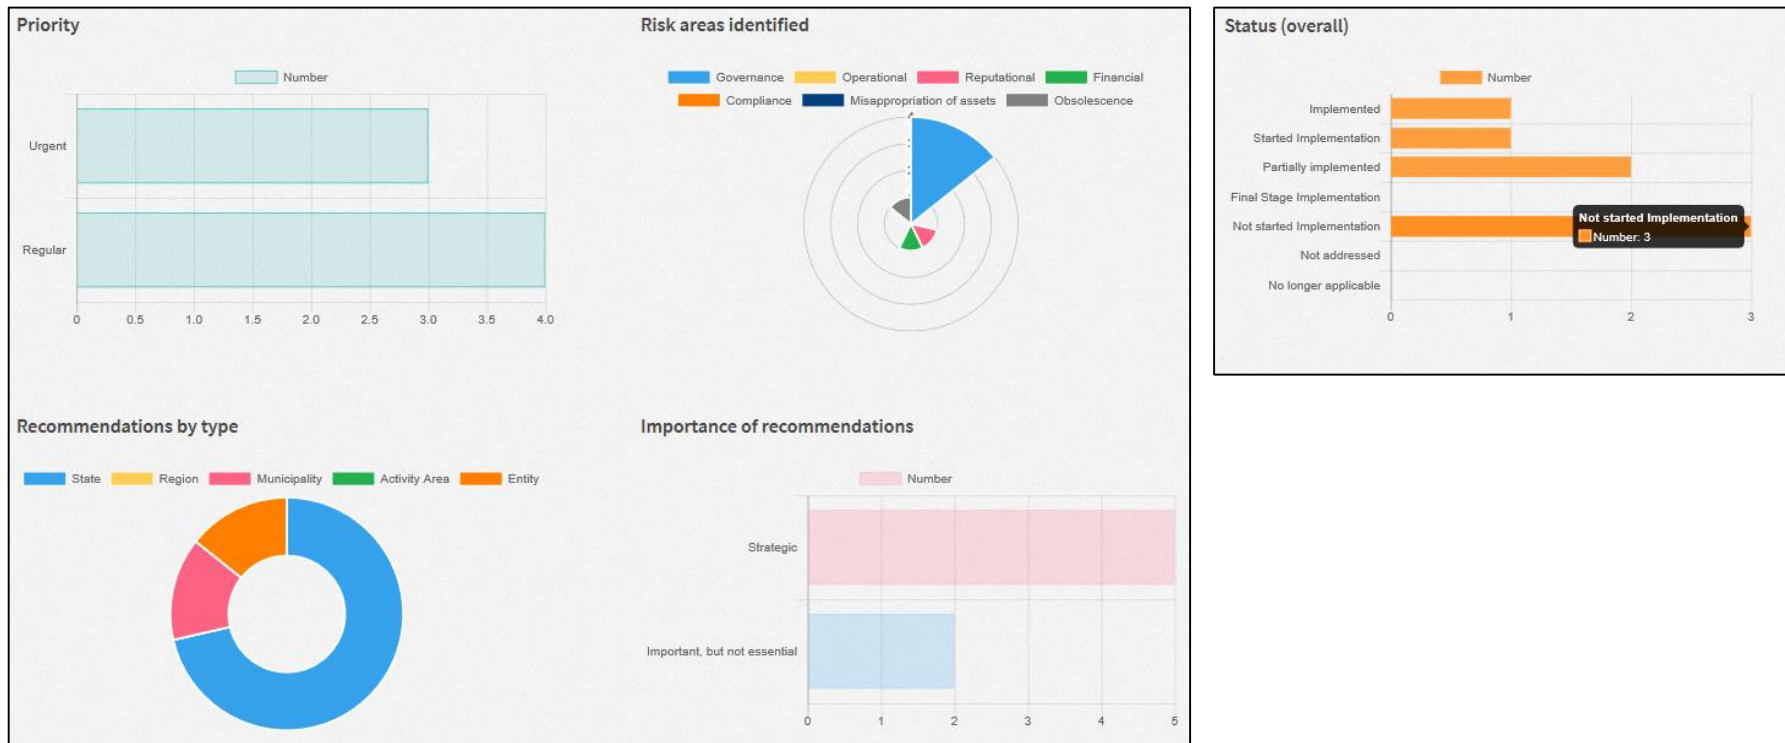 Priority
Number
Urgent
Regular
0 0.5 1.0 1.5 2.0 2.5 3.0 3.5 4.0
Risk areas identified
Governance Operational Reputational Financial
Compliance Misappropriation of assets Obsolescence
Recommendations by type
State Region Municipality Activity Area Entity
Importance of recommendations
Number
Strategic
Important, but not essential
0 1 2 3 4 5
Status (overall)
Number
Implemented
Started Implementation
Partially implemented
Final Stage Implementation
Not started Implementation
Not started Implementation
Number: 3
Not addressed
No longer applicable
0 1 2 3